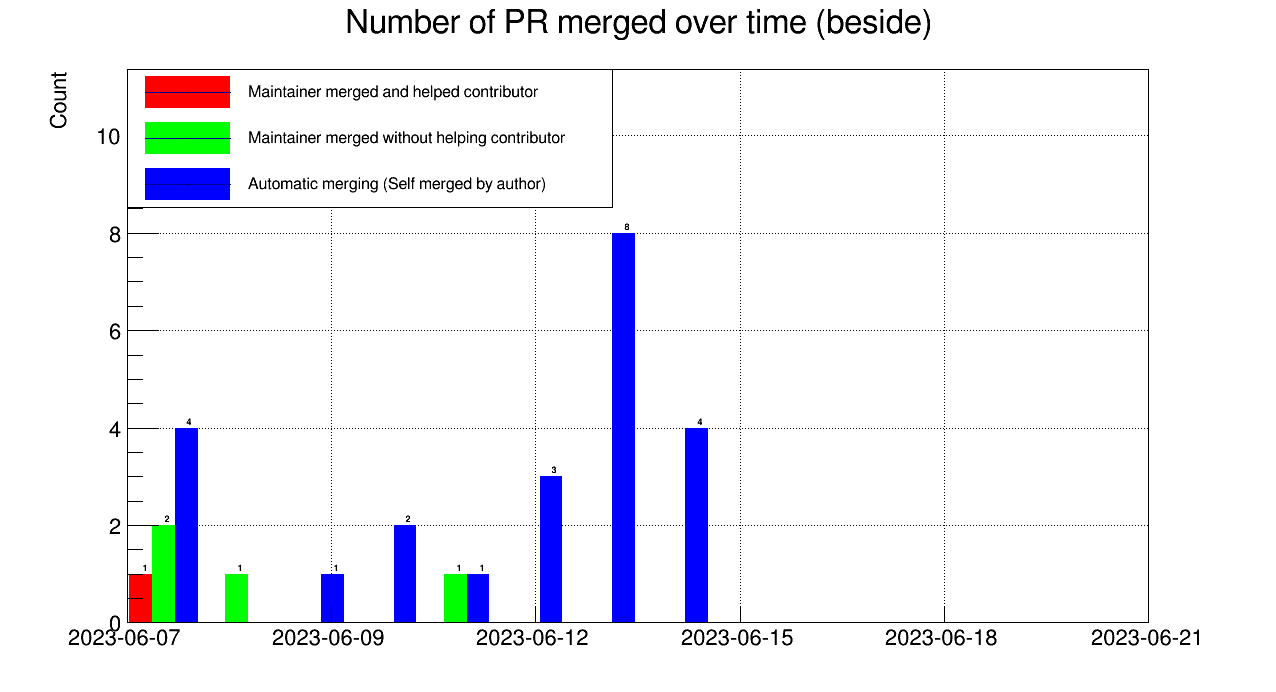 Number of PR merged over time (beside)
Count
Maintainer merged and helped contributor
Maintainer merged without helping contributor
Automatic merging (Self merged by author)
10
8
6
4
2
0
8
4
3
4
2
2
1
1
1
1
1
2023-06-07 2023-06-09 2023-06-12 2023-06-15 2023-06-18 2023-06-21